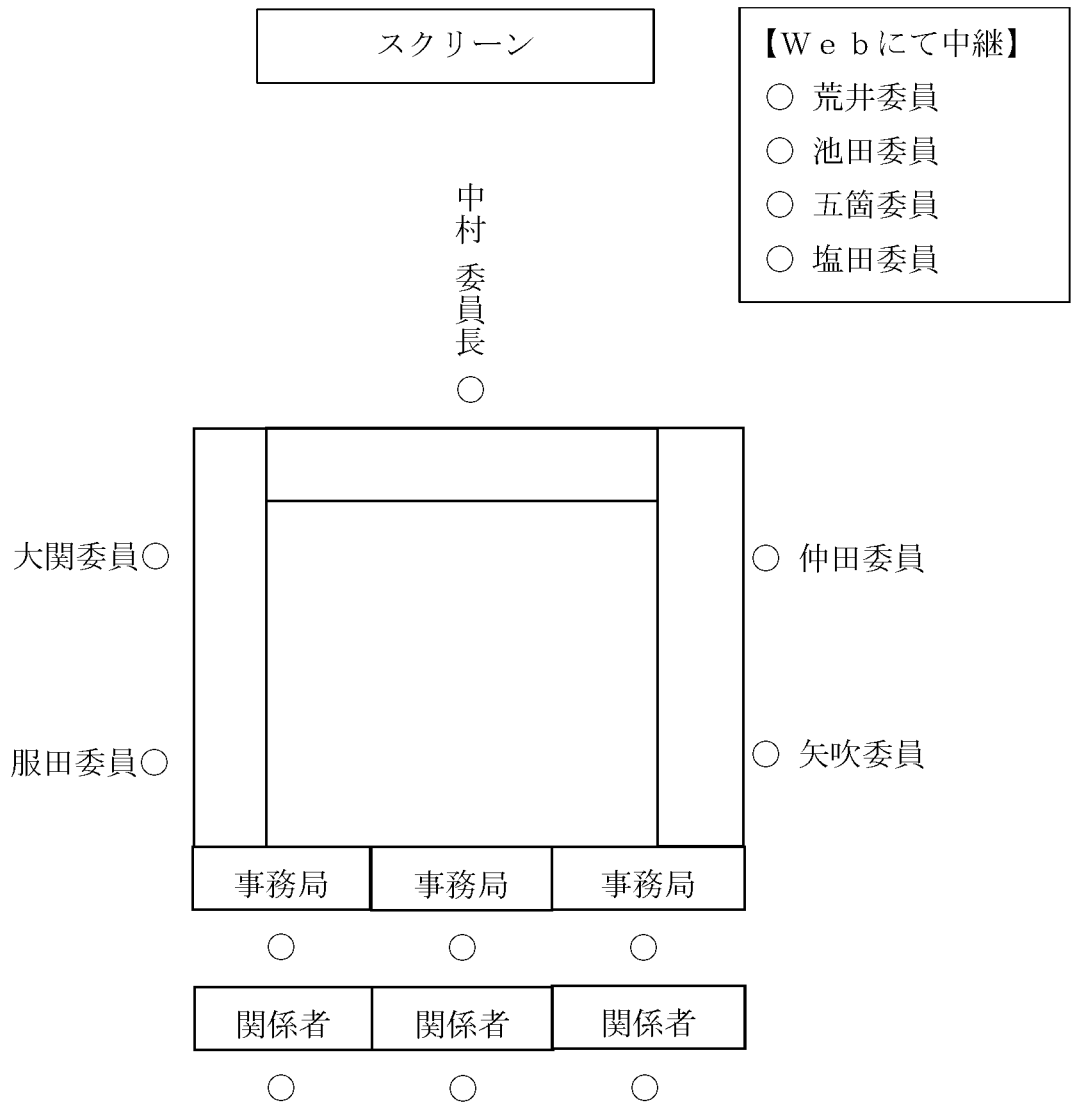 スクリーン
【Ｗｅｂにて中継】
○ 荒井委員
○ 池田委員
○ 五箇委員
○ 塩田委員
中村 委員長 ○
大関委員○
○ 仲田委員
服田委員○
○ 矢吹委員
事務局 事務局 事務局
○ ○ ○
関係者 関係者 関係者
○ ○ ○